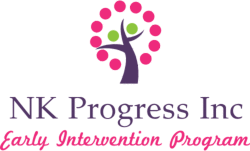 NK Progress Inc
Early Intervention Program